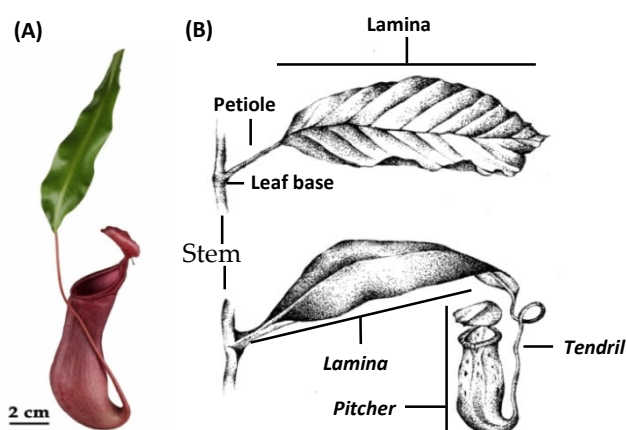 (A)
(B)
Lamina
Petiole
Leaf base
Stem
Lamina
Tendril
Pitcher
2 cm